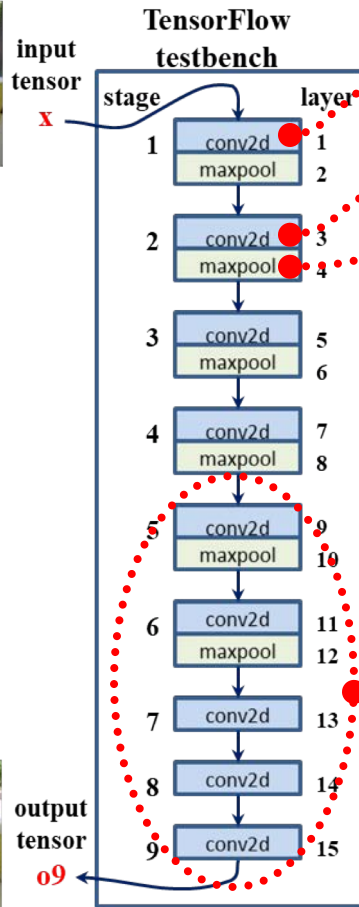 TensorFlow
testbench
input
tensor
x
stage
layer
1 conv2d 1
maxpool 2
2 conv2d 3
maxpool 4
3 conv2d 5
maxpool 6
4 conv2d 7
maxpool 8
5 conv2d 9
maxpool 10
6 conv2d 11
maxpool 12
7 conv2d 13
8 conv2d 14
9 conv2d 15
output
tensor
o9